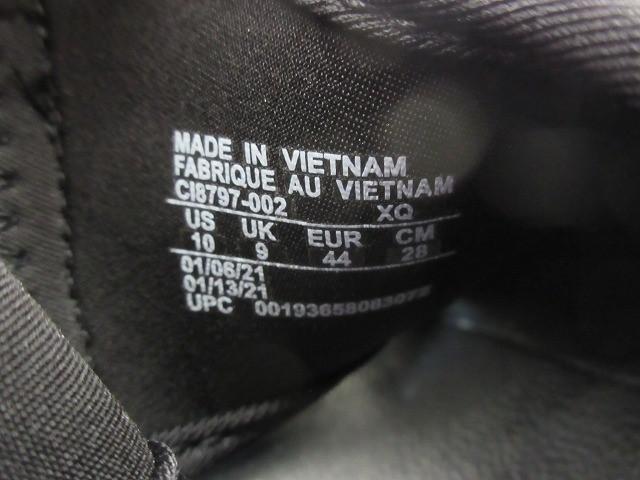 MADE IN VIETNAM
FABRIQUE AU VIETNAM
CI8797-002 XQ
US UK EUR CM
10 9 44 28
01/06/21
01/13/21
UPC